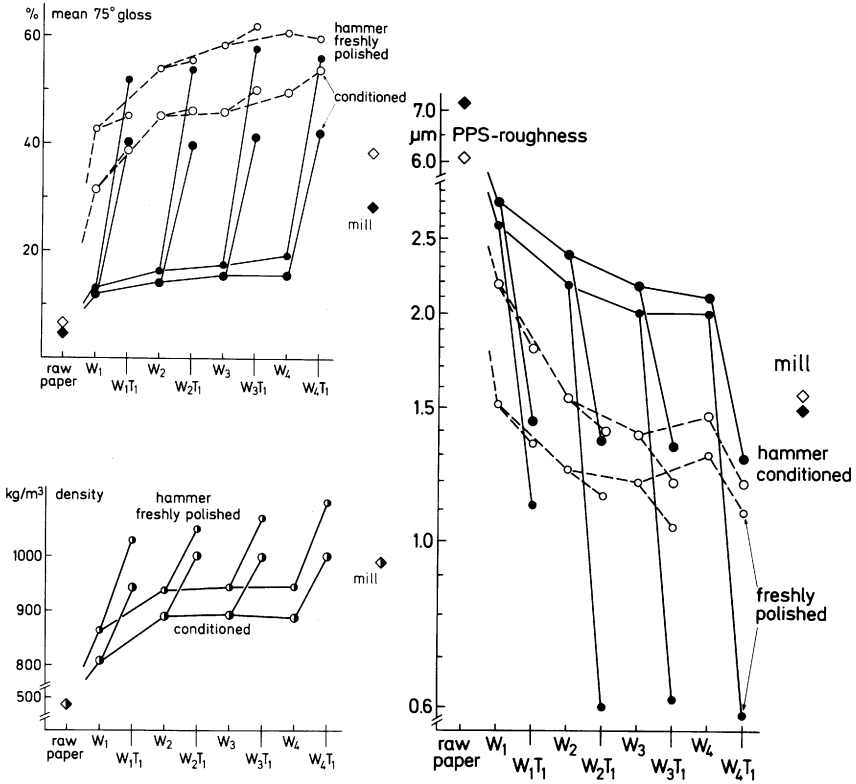 % mean 75° gloss
60
40
20
hammer
freshly
polished
conditioned
mill
raw
paper
W₁
W₁T₁
W₂
W₂T₁
W₃
W₃T₁
W₄
W₄T₁
kg/m³ density
1000
900
800
500
hammer
freshly polished
conditioned
mill
raw
paper
W₁
W₁T₁
W₂
W₂T₁
W₃
W₃T₁
W₄
W₄T₁
7.0
µm PPS-roughness
6.0
2.5
2.0
1.5
1.0
0.6
mill
hammer
conditioned
freshly
polished
raw
paper
W₁
W₁T₁
W₂
W₂T₁
W₃
W₃T₁
W₄
W₄T₁